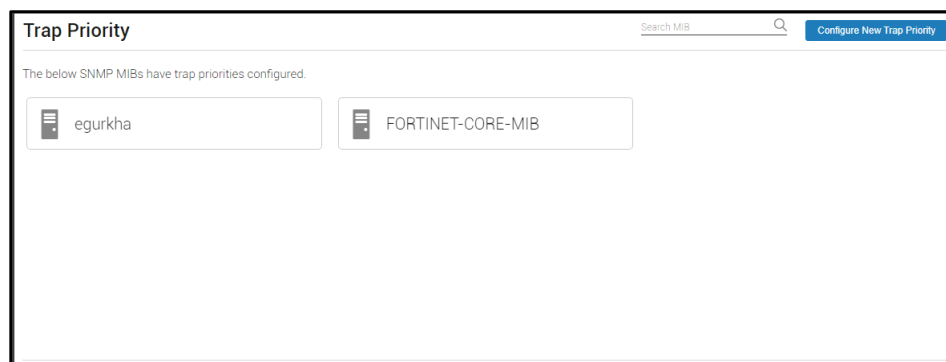 Trap Priority
Search MIB
Configure New Trap Priority
The below SNMP MIBs have trap priorities configured.
egurkha
FORTINET-CORE-MIB